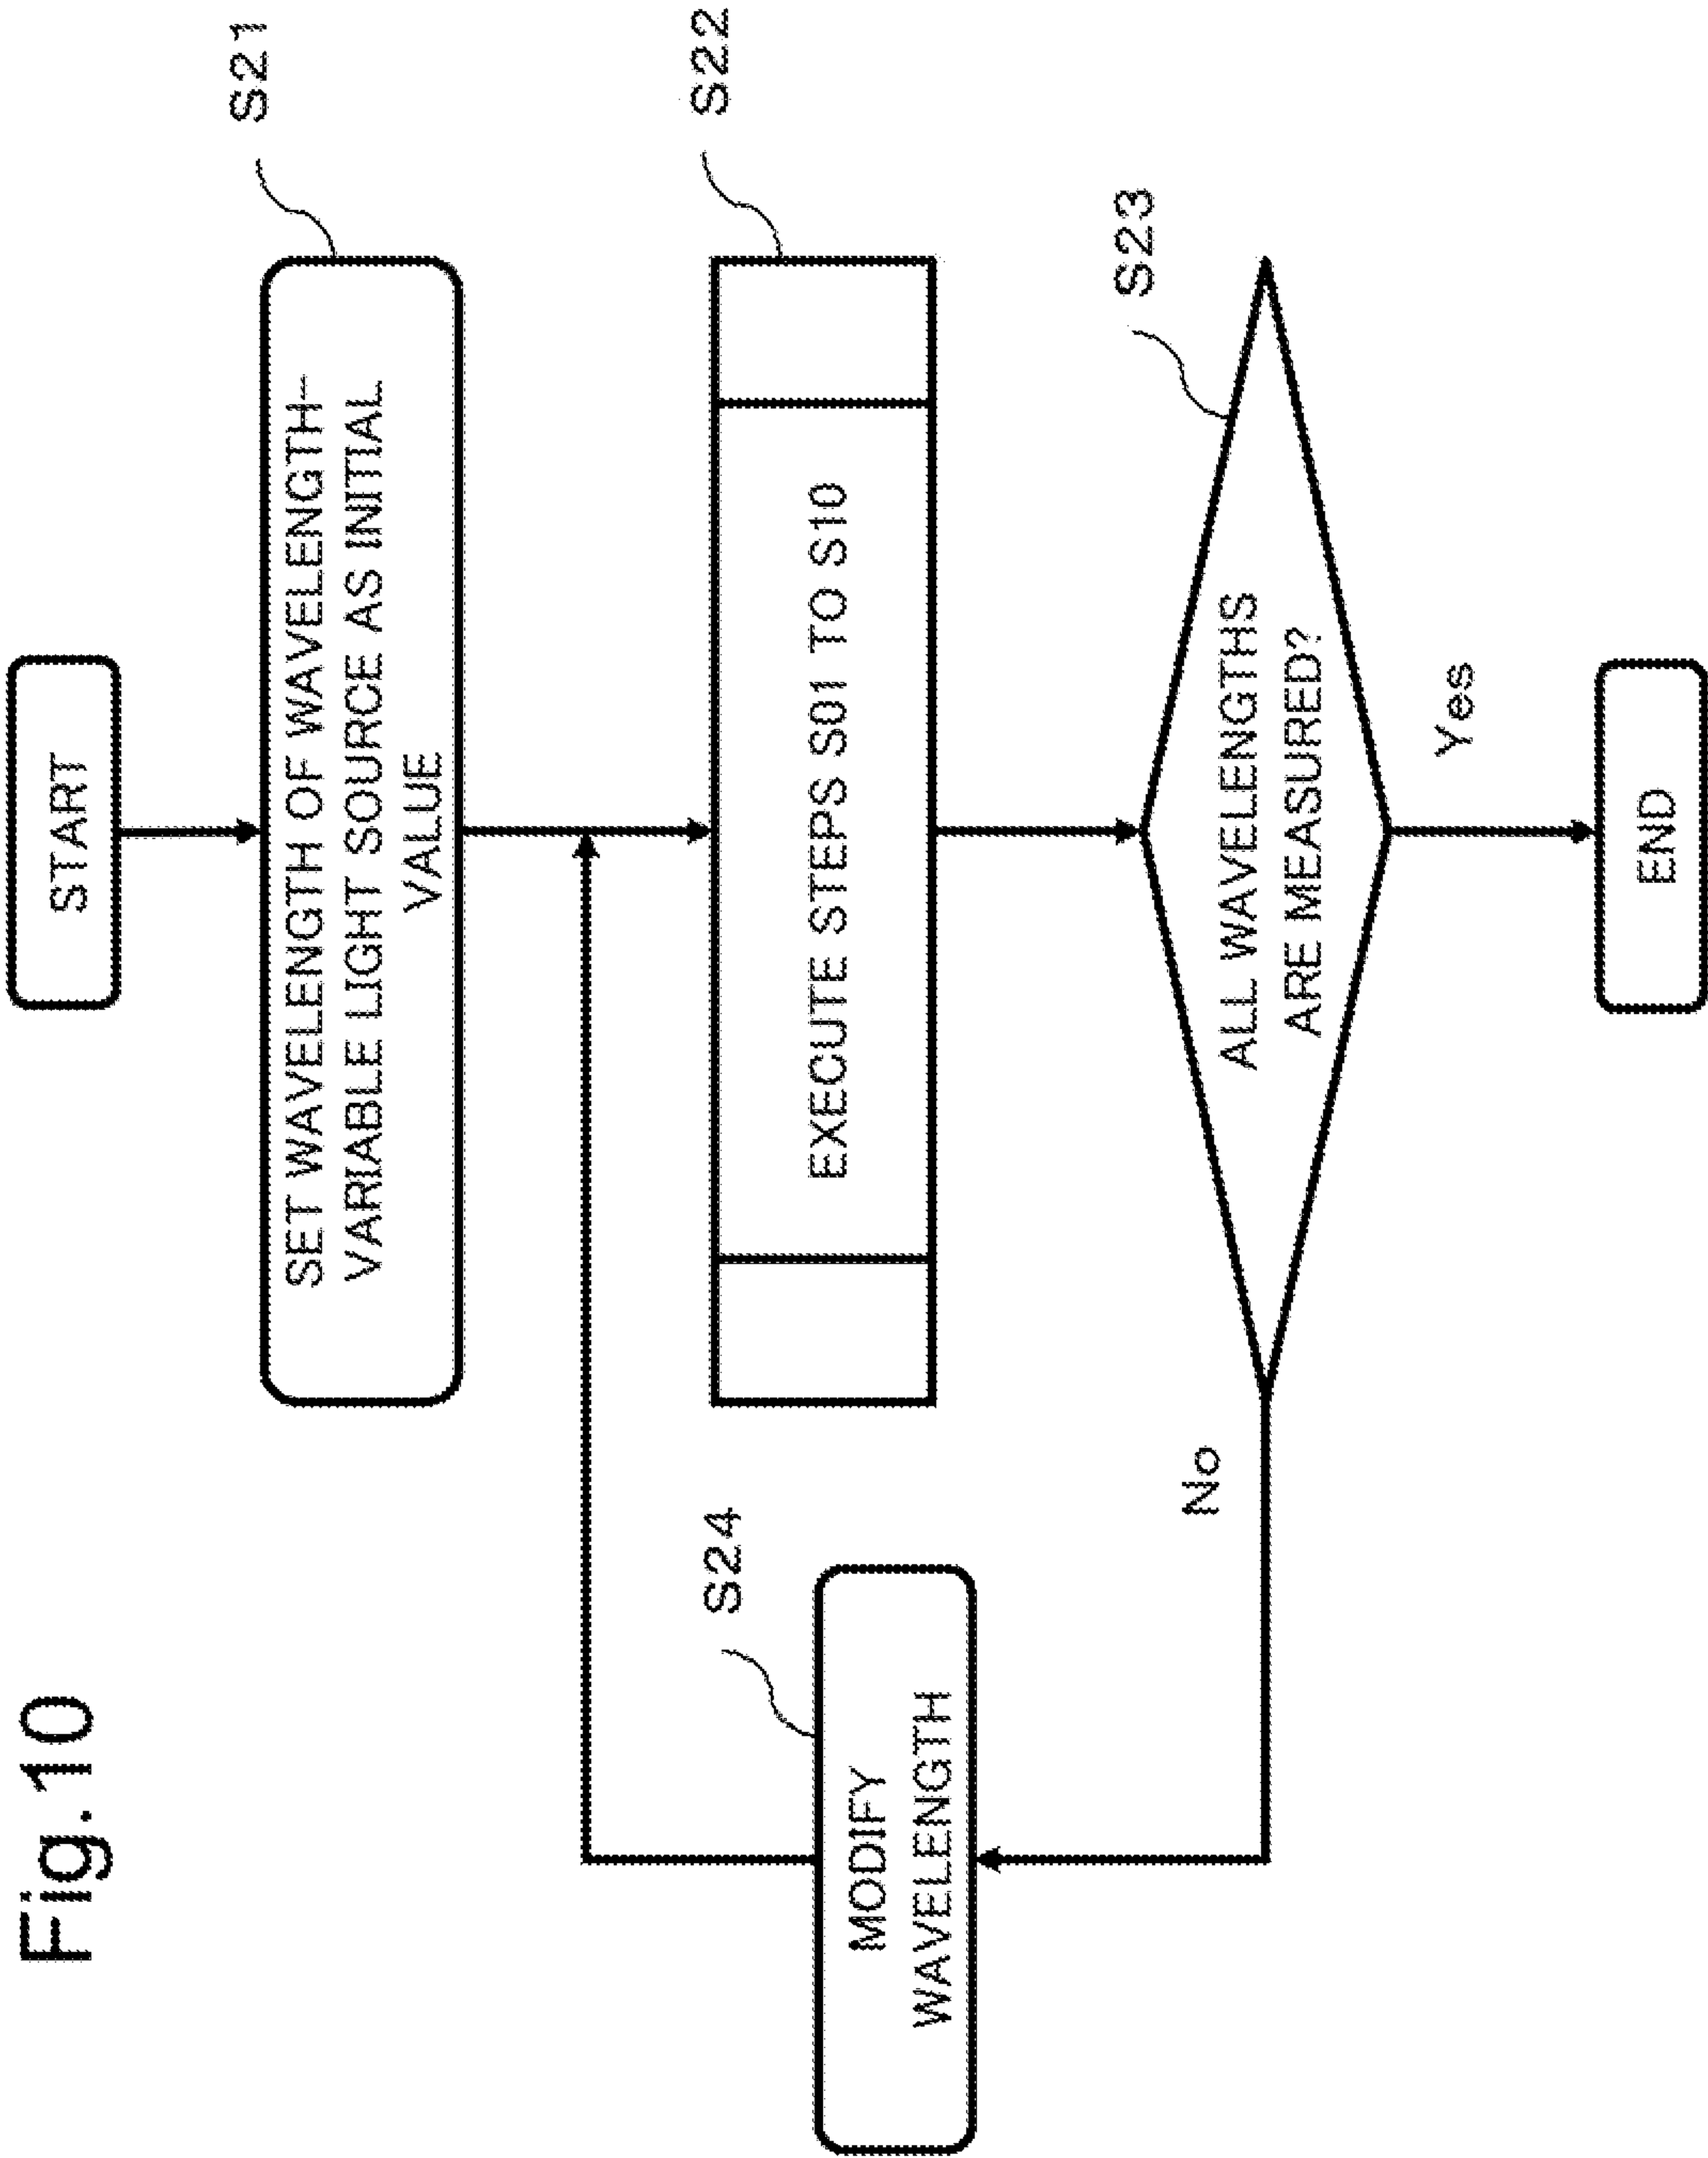 Fig.10
START
SET WAVELENGTH OF WAVELENGTH-
VARIABLE LIGHT SOURCE AS INITIAL
VALUE
S21
EXECUTE STEPS S01 TO S10
S22
ALL WAVELENGTHS
ARE MEASURED?
S23
No
Yes
MODIFY
WAVELENGTH
S24
END